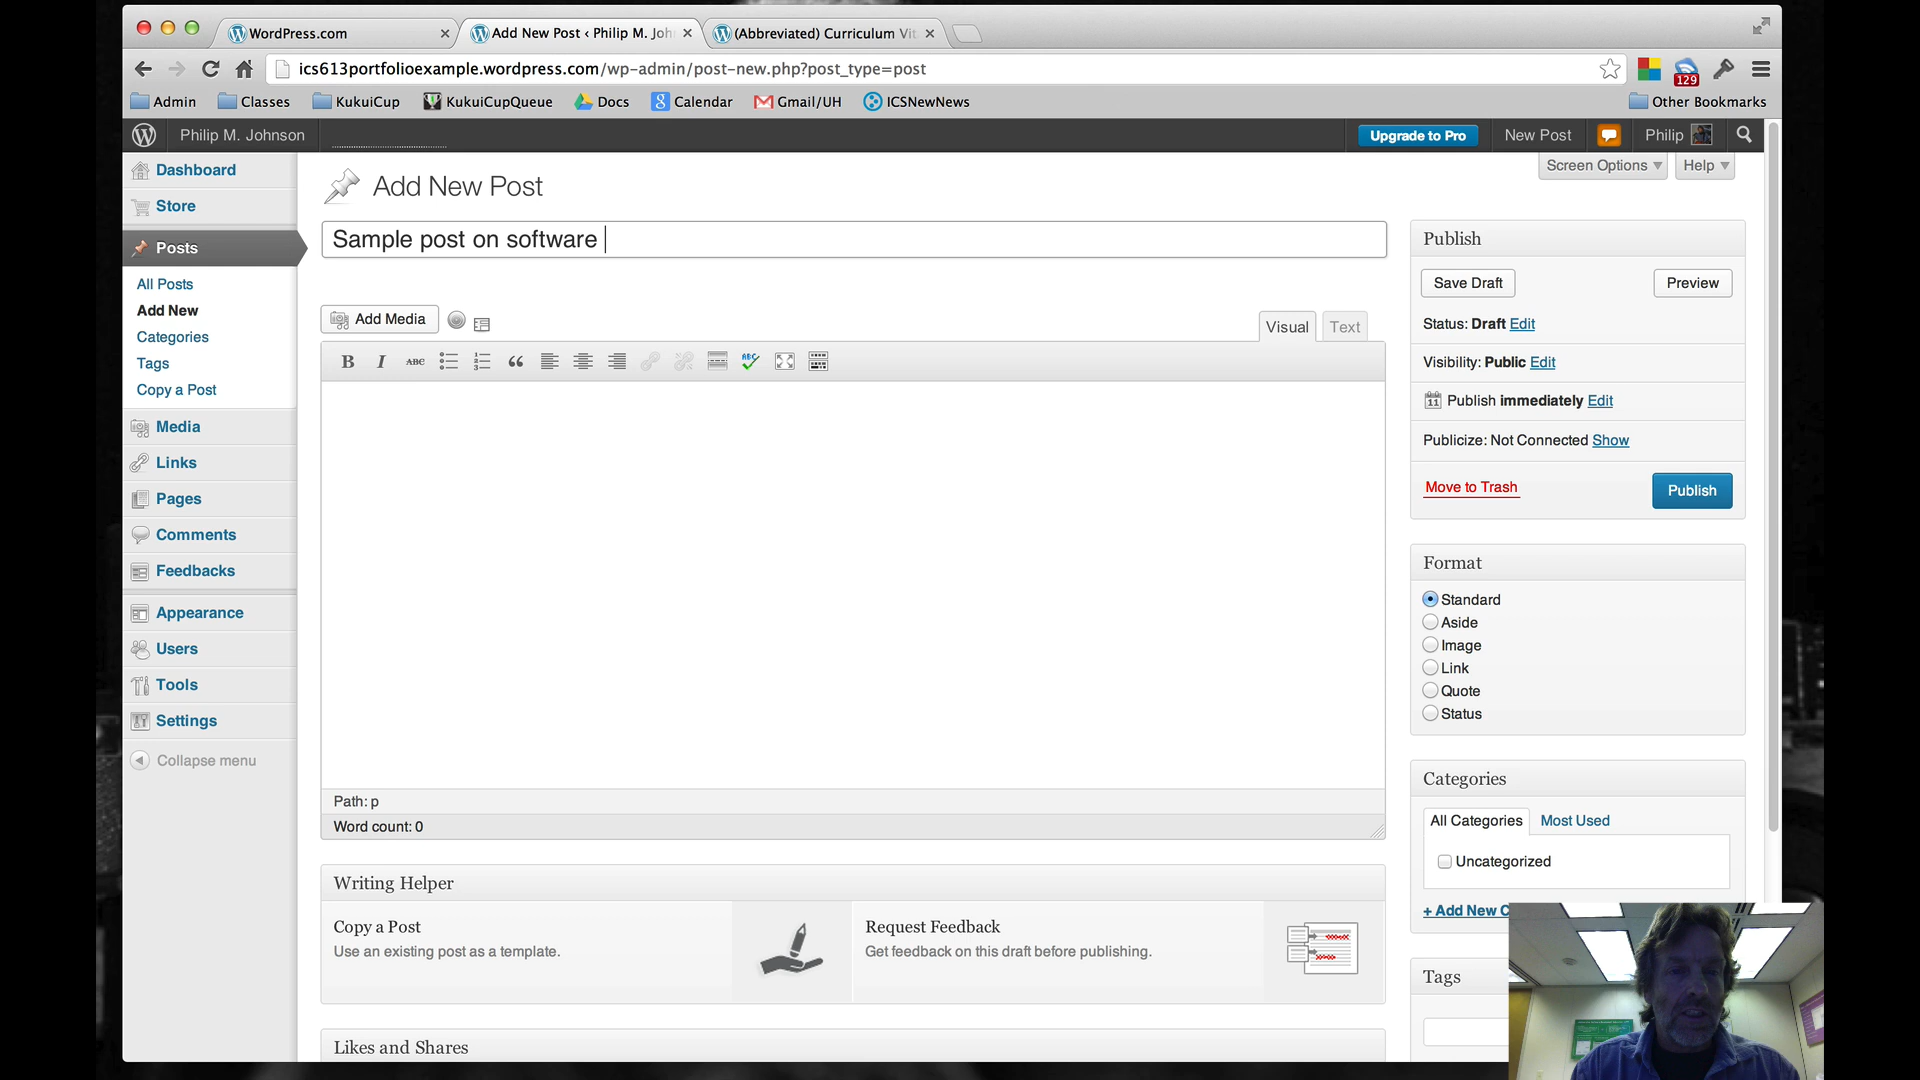 WordPress.com
Add New Post ‹ Philip M. Joh
(Abbreviated) Curriculum Vit
ics613portfolioexample.wordpress.com/wp-admin/post-new.php?post_type=post
129
Admin
Classes
KukuiCup
KukuiCupQueue
Docs
Calendar
Gmail/UH
ICSNewNews
Other Bookmarks
Philip M. Johnson
Upgrade to Pro
New Post
Philip
Screen Options
Help
Dashboard
Store
Posts
All Posts
Add New
Categories
Tags
Copy a Post
Media
Links
Pages
Comments
Feedbacks
Appearance
Users
Tools
Settings
Collapse menu
Add New Post
Sample post on software
Add Media
Visual
Text
B I ABC ABC
Path: p
Word count: 0
Writing Helper
Copy a Post
Use an existing post as a template.
Request Feedback
Get feedback on this draft before publishing.
Likes and Shares
Publish
Save Draft
Preview
Status: Draft Edit
Visibility: Public Edit
11 Publish immediately Edit
Publicize: Not Connected Show
Move to Trash
Publish
Format
Standard
Aside
Image
Link
Quote
Status
Categories
All Categories
Most Used
Uncategorized
+ Add New C
Tags